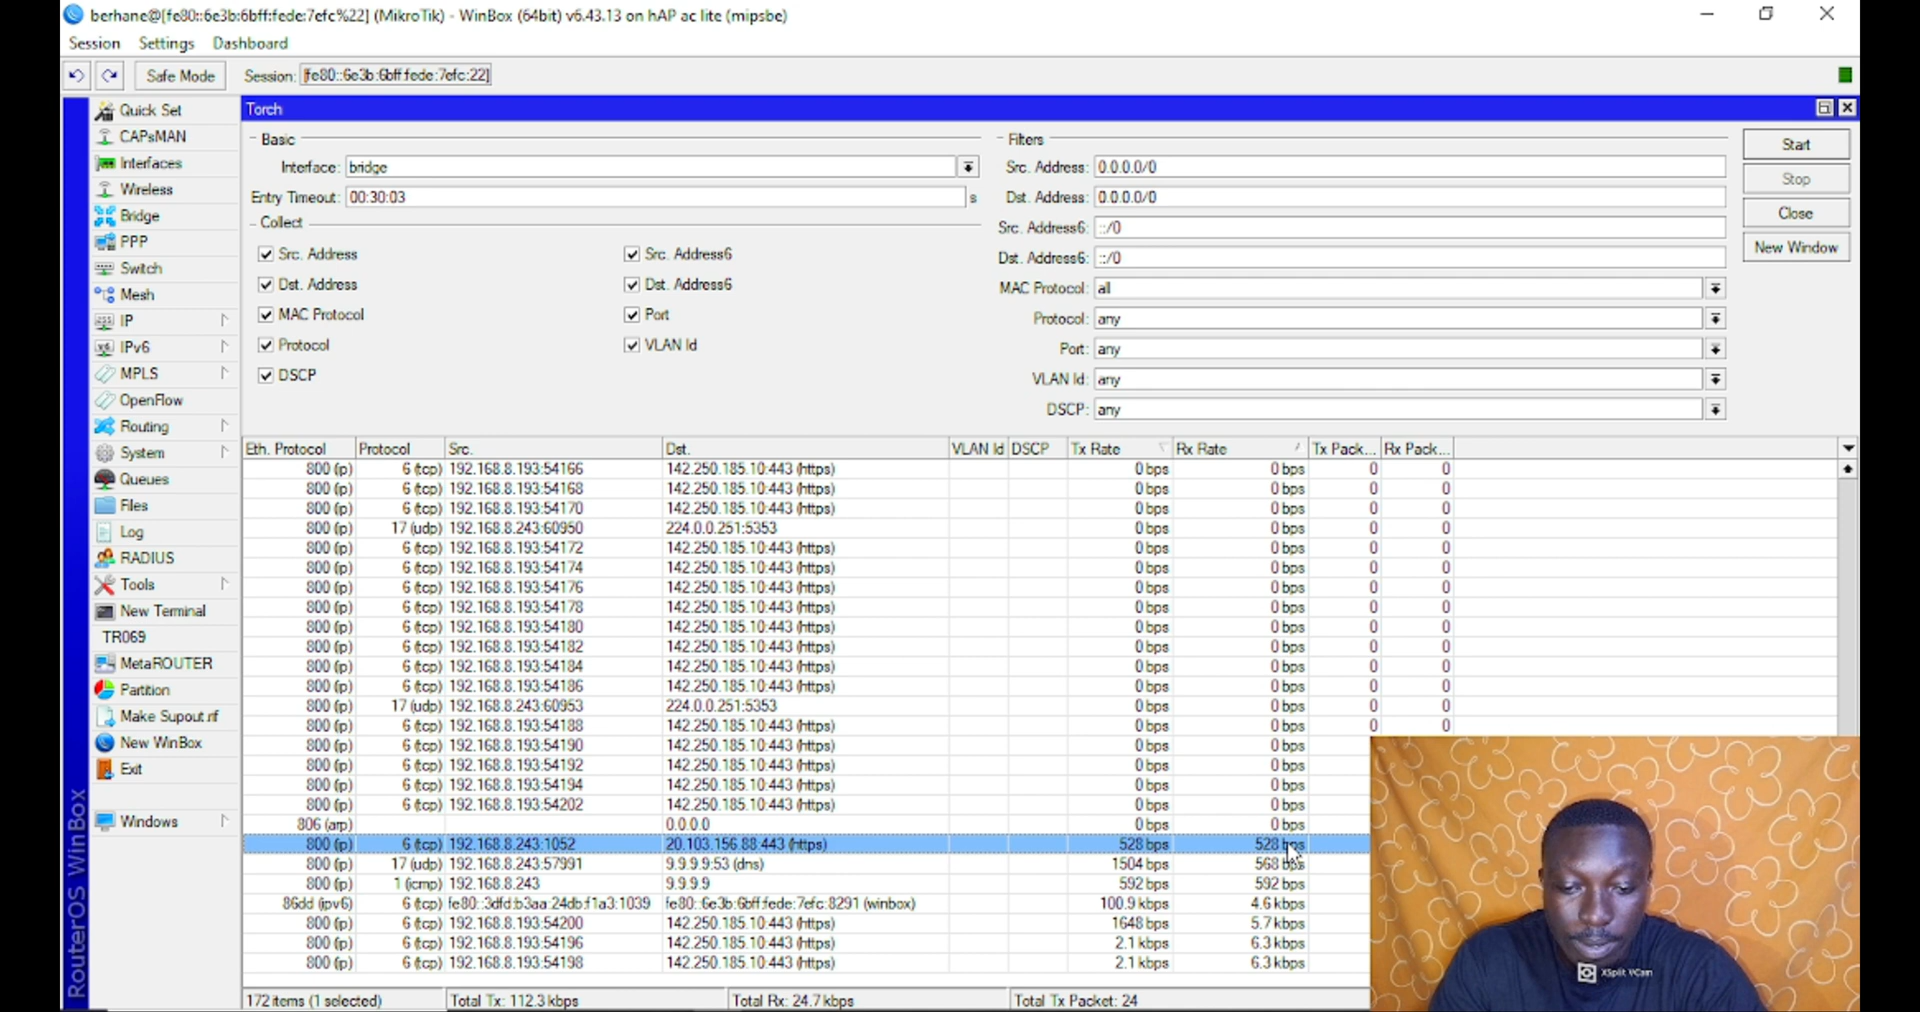 berhane@[fe80::6e3b:6bff:fede:7efc%22] (MikroTik) - WinBox (64bit) v6.43.13 on hAP ac lite (mipsbe)
Session Settings Dashboard
Safe Mode Session: [fe80::6e3b:6bff:fede:7efc:22]
Quick Set
CAPsMAN
Interfaces
Wireless
Bridge
PPP
Switch
Mesh
IP
IPv6
MPLS
OpenFlow
Routing
System
Queues
Files
Log
RADIUS
Tools
New Terminal
TR069
MetaROUTER
Partition
Make Supout.rif
New WinBox
Exit
Windows
RouterOS WinBox
Torch
Basic
Interface: bridge
Entry Timeout: 00:30:03 s
Collect
Src. Address Src. Address6
Dst. Address Dst. Address6
MAC Protocol Port
Protocol VLAN Id
DSCP
Filters
Src. Address: 0.0.0.0/0
Dst. Address: 0.0.0.0/0
Src. Address6: ::/0
Dst. Address6: ::/0
MAC Protocol: all
Protocol: any
Port: any
VLAN Id: any
DSCP: any
Start
Stop
Close
New Window
Eth. Protocol Protocol Src. Dst. VLAN Id DSCP Tx Rate Rx Rate Tx Pack... Rx Pack...
800 (ip) 6 (tcp) 192.168.8.193:54166 142.250.185.10:443 (https) 0 bps 0 bps 0 0
800 (ip) 6 (tcp) 192.168.8.193:54168 142.250.185.10:443 (https) 0 bps 0 bps 0 0
800 (ip) 6 (tcp) 192.168.8.193:54170 142.250.185.10:443 (https) 0 bps 0 bps 0 0
800 (ip) 17 (udp) 192.168.8.243:60950 224.0.0.251:5353 0 bps 0 bps 0 0
800 (ip) 6 (tcp) 192.168.8.193:54172 142.250.185.10:443 (https) 0 bps 0 bps 0 0
800 (ip) 6 (tcp) 192.168.8.193:54174 142.250.185.10:443 (https) 0 bps 0 bps 0 0
800 (ip) 6 (tcp) 192.168.8.193:54176 142.250.185.10:443 (https) 0 bps 0 bps 0 0
800 (ip) 6 (tcp) 192.168.8.193:54178 142.250.185.10:443 (https) 0 bps 0 bps 0 0
800 (ip) 6 (tcp) 192.168.8.193:54180 142.250.185.10:443 (https) 0 bps 0 bps 0 0
800 (ip) 6 (tcp) 192.168.8.193:54182 142.250.185.10:443 (https) 0 bps 0 bps 0 0
800 (ip) 6 (tcp) 192.168.8.193:54184 142.250.185.10:443 (https) 0 bps 0 bps 0 0
800 (ip) 6 (tcp) 192.168.8.193:54186 142.250.185.10:443 (https) 0 bps 0 bps 0 0
800 (ip) 17 (udp) 192.168.8.243:60953 224.0.0.251:5353 0 bps 0 bps 0 0
800 (ip) 6 (tcp) 192.168.8.193:54188 142.250.185.10:443 (https) 0 bps 0 bps 0 0
800 (ip) 6 (tcp) 192.168.8.193:54190 142.250.185.10:443 (https) 0 bps 0 bps
800 (ip) 6 (tcp) 192.168.8.193:54192 142.250.185.10:443 (https) 0 bps 0 bps
800 (ip) 6 (tcp) 192.168.8.193:54194 142.250.185.10:443 (https) 0 bps 0 bps
800 (ip) 6 (tcp) 192.168.8.193:54202 142.250.185.10:443 (https) 0 bps 0 bps
806 (arp) 0.0.0.0 0 bps 0 bps
800 (ip) 6 (tcp) 192.168.8.243:1052 20.103.156.88:443 (https) 528 bps 528 bps
800 (ip) 17 (udp) 192.168.8.243:57991 9.9.9.9:53 (dns) 1504 bps 568 bps
800 (ip) 1 (icmp) 192.168.8.243 9.9.9.9 592 bps 592 bps
86dd (ipv6) 6 (tcp) fe80::3dfd:b3aa:24db:f1a3:1039 fe80::6e3b:6bff:fede:7efc:8291 (winbox) 100.9 kbps 4.6 kbps
800 (ip) 6 (tcp) 192.168.8.193:54200 142.250.185.10:443 (https) 1648 bps 5.7 kbps
800 (ip) 6 (tcp) 192.168.8.193:54196 142.250.185.10:443 (https) 2.1 kbps 6.3 kbps
800 (ip) 6 (tcp) 192.168.8.193:54198 142.250.185.10:443 (https) 2.1 kbps 6.3 kbps
172 items (1 selected) Total Tx: 112.3 kbps Total Rx: 24.7 kbps Total Tx Packet: 24
XSplit VCam